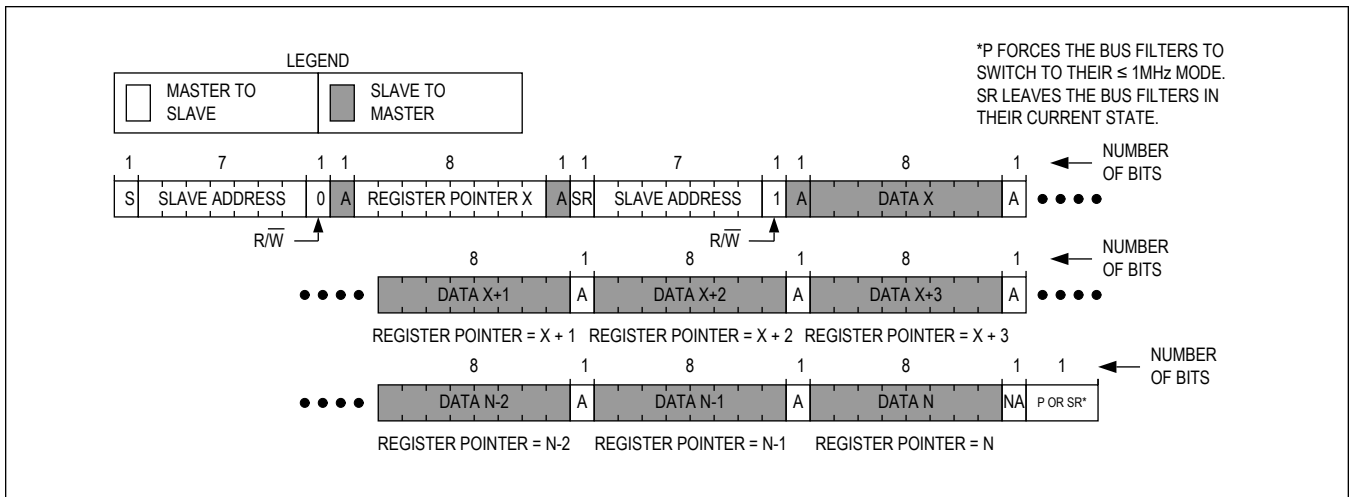 LEGEND
MASTER TO
SLAVE
SLAVE TO
MASTER
*P FORCES THE BUS FILTERS TO
SWITCH TO THEIR ≤ 1MHz MODE.
SR LEAVES THE BUS FILTERS IN
THEIR CURRENT STATE.
1 7 1 1 8 1 1 7 1 1 8 1 NUMBER
OF BITS
S SLAVE ADDRESS 0 A REGISTER POINTER X A SR SLAVE ADDRESS 1 A DATA X A
R/W̅ R/W̅
8 1 8 1 8 1 NUMBER
OF BITS
DATA X+1 A DATA X+2 A DATA X+3 A
REGISTER POINTER = X + 1 REGISTER POINTER = X + 2 REGISTER POINTER = X + 3
8 1 8 1 8 1 1 NUMBER
OF BITS
DATA N-2 A DATA N-1 A DATA N NA P OR SR*
REGISTER POINTER = N-2 REGISTER POINTER = N-1 REGISTER POINTER = N